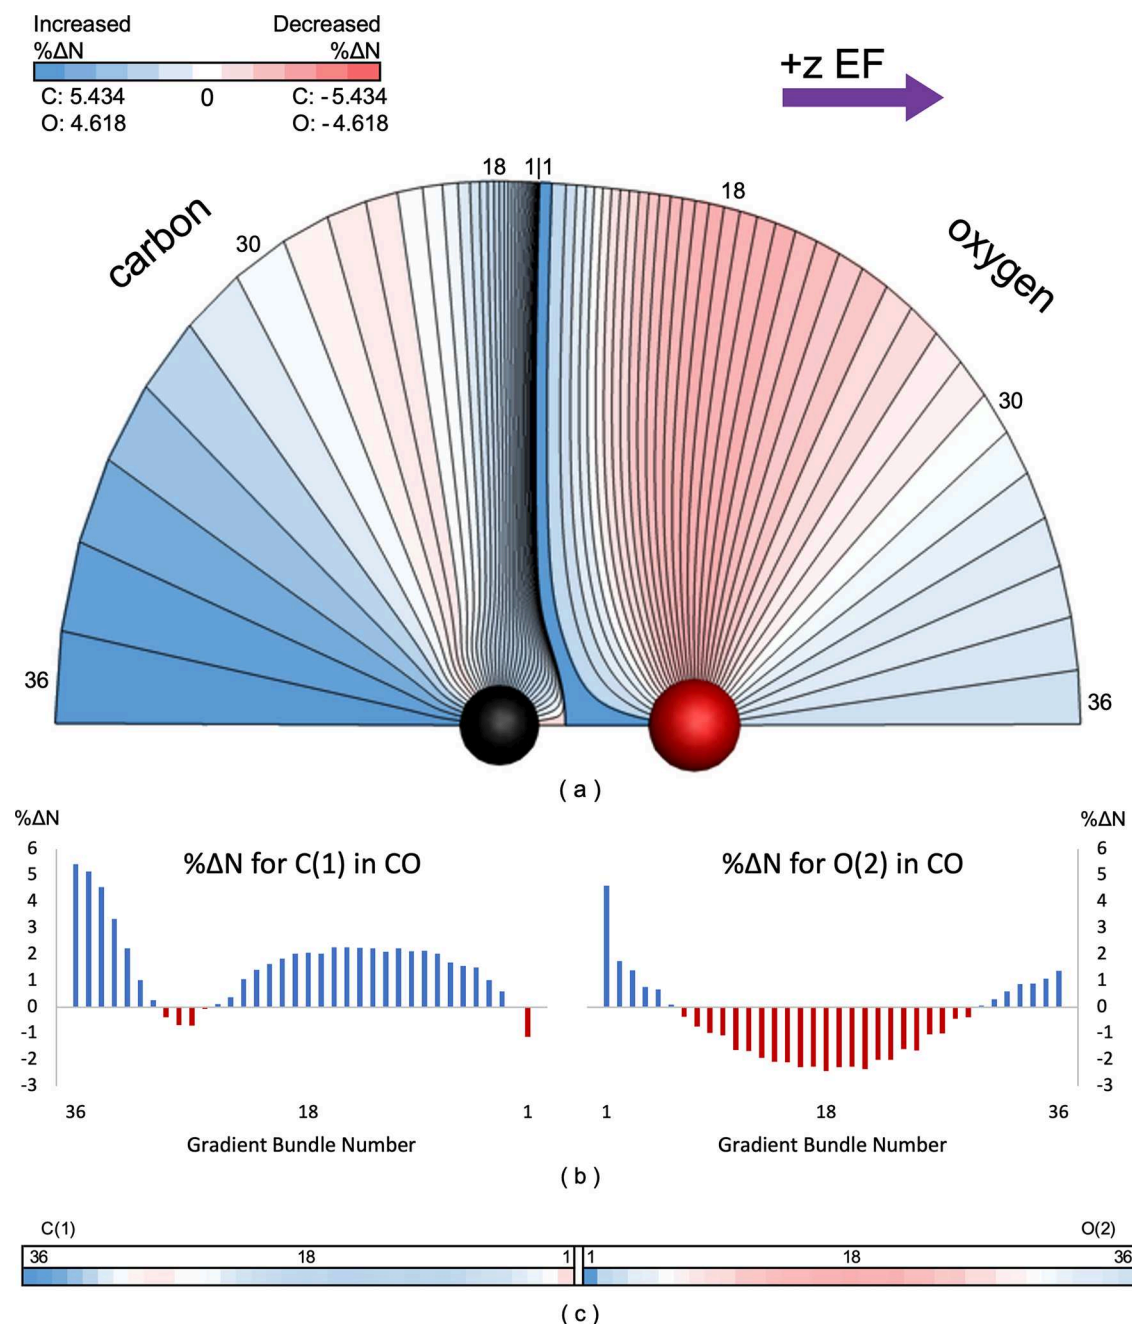 Increased Decreased
%ΔN %ΔN
C: 5.434 0 C: -5.434
O: 4.618 O: -4.618
+z EF
18 1|1 18
carbon oxygen
30 30
36 36
( a )
%ΔN %ΔN
%ΔN for C(1) in CO %ΔN for O(2) in CO
6 6
5 5
4 4
3 3
2 2
1 1
0 0
-1 -1
-2 -2
-3 -3
36 18 1 1 18 36
Gradient Bundle Number Gradient Bundle Number
( b )
C(1) O(2)
36 18 1 1 18 36
( c )